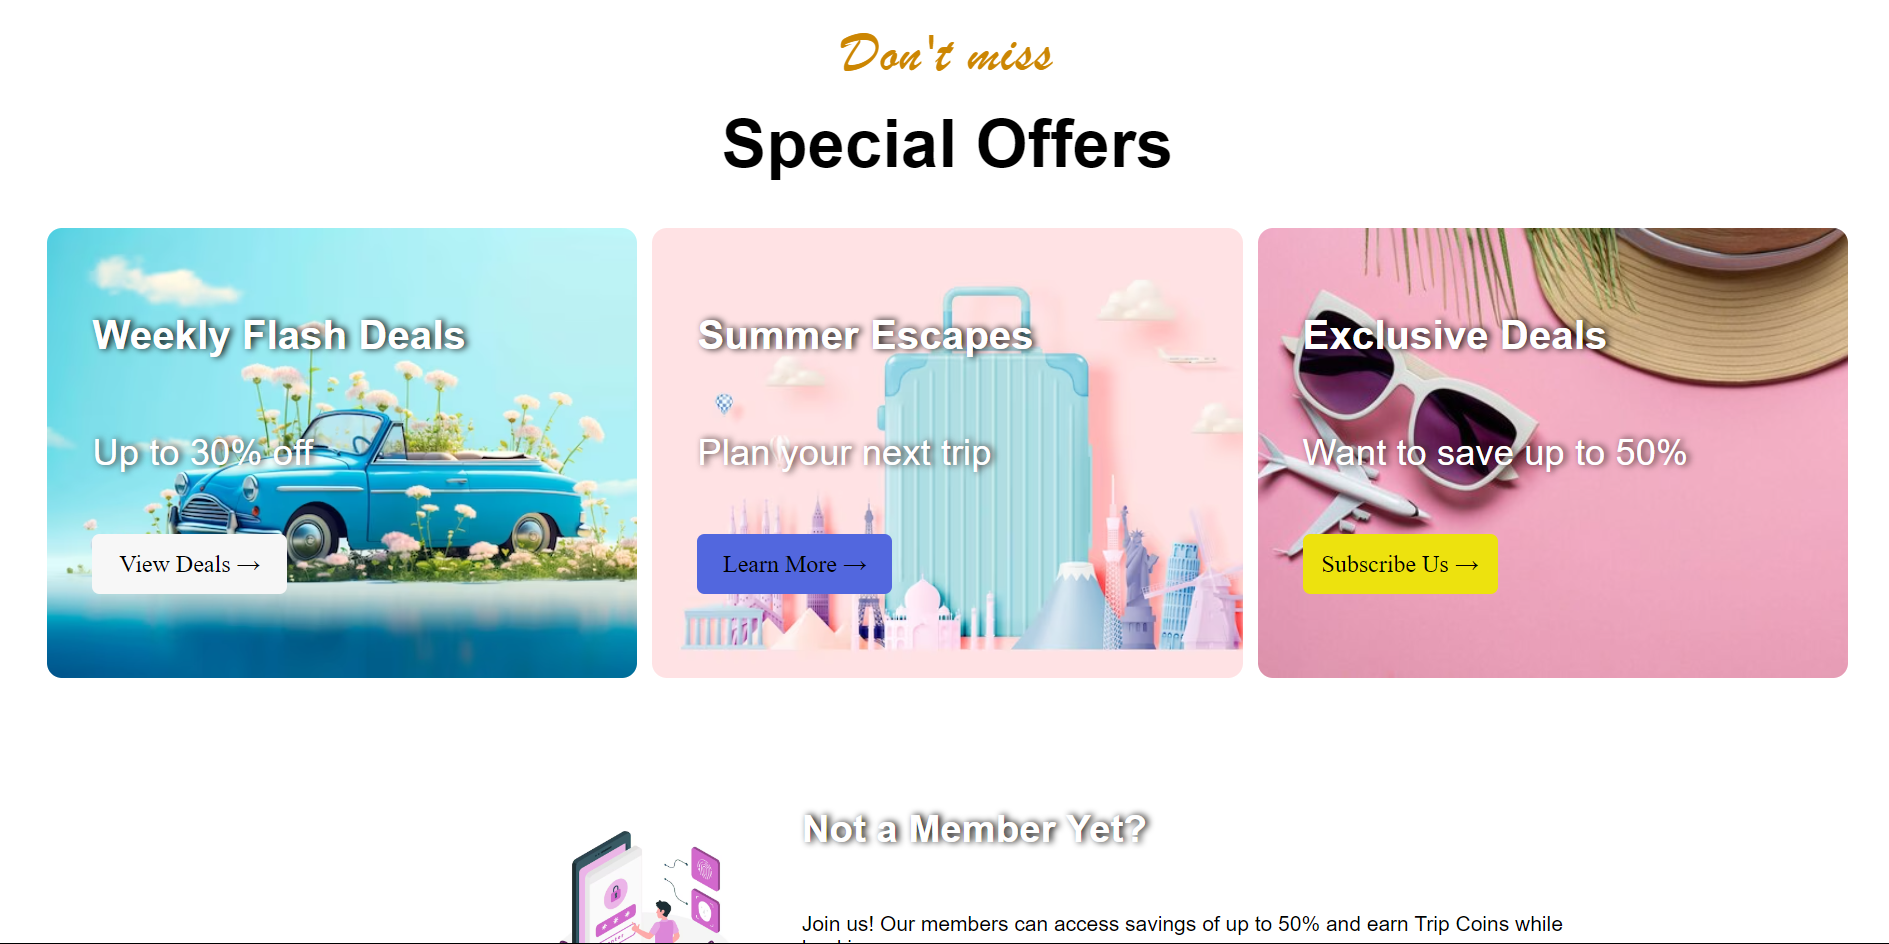 Don't miss
Special Offers
Weekly Flash Deals
Up to 30% off
View Deals →
Summer Escapes
Plan your next trip
Learn More →
Exclusive Deals
Want to save up to 50%
Subscribe Us →
Not a Member Yet?
Join us! Our members can access savings of up to 50% and earn Trip Coins while